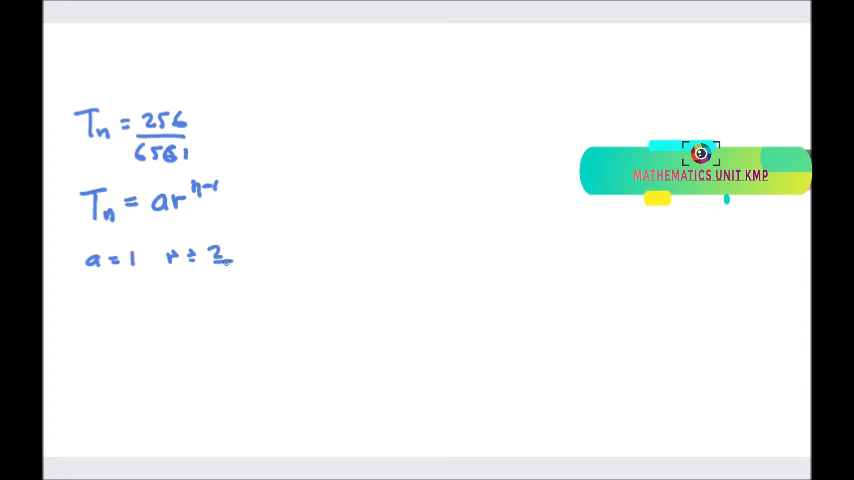 Tn = 256/6561
Tn = ar^n-1
a = 1 r = 2
MATHEMATICS UNIT KMP